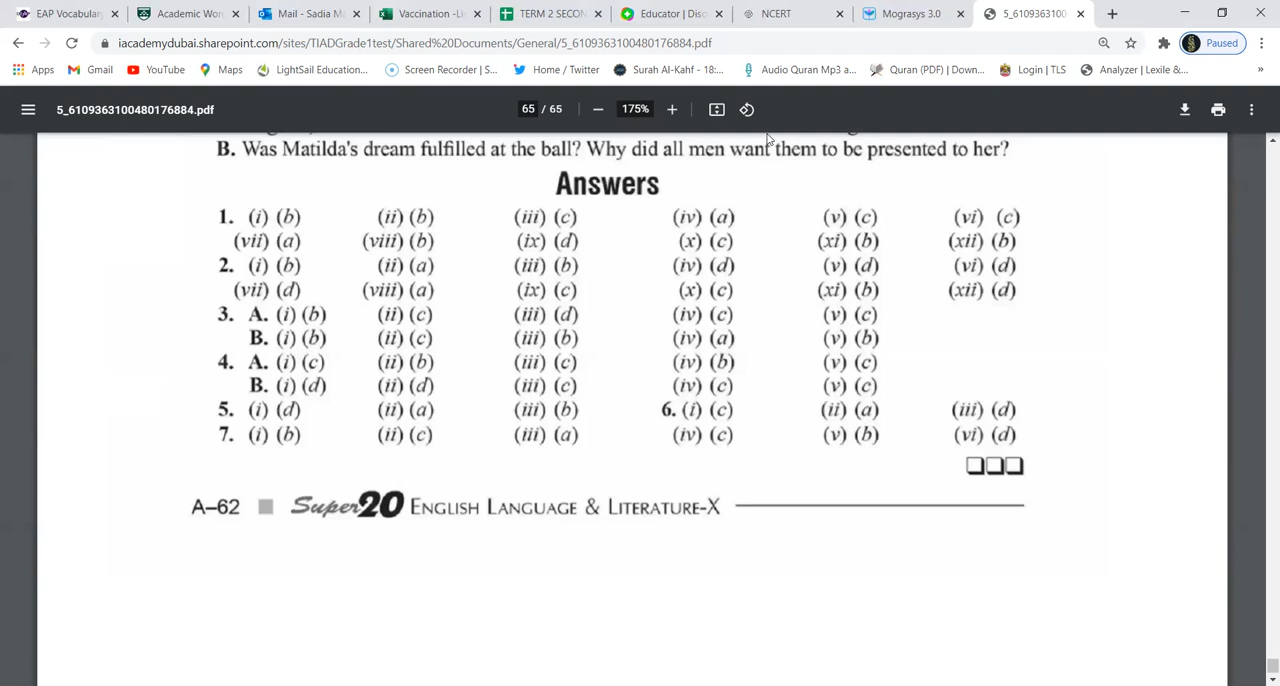 EAP Vocabular
Academic Wor
Mail - Sadia M
Vaccination -Li
TERM 2 SECON
Educator | Disc
NCERT
Mograsys 3.0
5_6109363100
iacademydubai.sharepoint.com/sites/TIADGrade1test/Shared%20Documents/General/5_6109363100480176884.pdf
Paused
Apps Gmail YouTube Maps LightSail Education... Screen Recorder | S... Home / Twitter Surah Al-Kahf - 18:... Audio Quran Mp3 a... Quran (PDF) | Down... Login | TLS Analyzer | Lexile &... »
5_6109363100480176884.pdf 65 / 65 175%
B. Was Matilda's dream fulfilled at the ball? Why did all men want them to be presented to her?
Answers
1. (i) (b) (ii) (b) (iii) (c) (iv) (a) (v) (c) (vi) (c)
(vii) (a) (viii) (b) (ix) (d) (x) (c) (xi) (b) (xii) (b)
2. (i) (b) (ii) (a) (iii) (b) (iv) (d) (v) (d) (vi) (d)
(vii) (d) (viii) (a) (ix) (c) (x) (c) (xi) (b) (xii) (d)
3. A. (i) (b) (ii) (c) (iii) (d) (iv) (c) (v) (c)
B. (i) (b) (ii) (c) (iii) (b) (iv) (a) (v) (b)
4. A. (i) (c) (ii) (b) (iii) (c) (iv) (b) (v) (c)
B. (i) (d) (ii) (d) (iii) (c) (iv) (c) (v) (c)
5. (i) (d) (ii) (a) (iii) (b) 6. (i) (c) (ii) (a) (iii) (d)
7. (i) (b) (ii) (c) (iii) (a) (iv) (c) (v) (b) (vi) (d)
A–62 Super20 ENGLISH LANGUAGE & LITERATURE-X